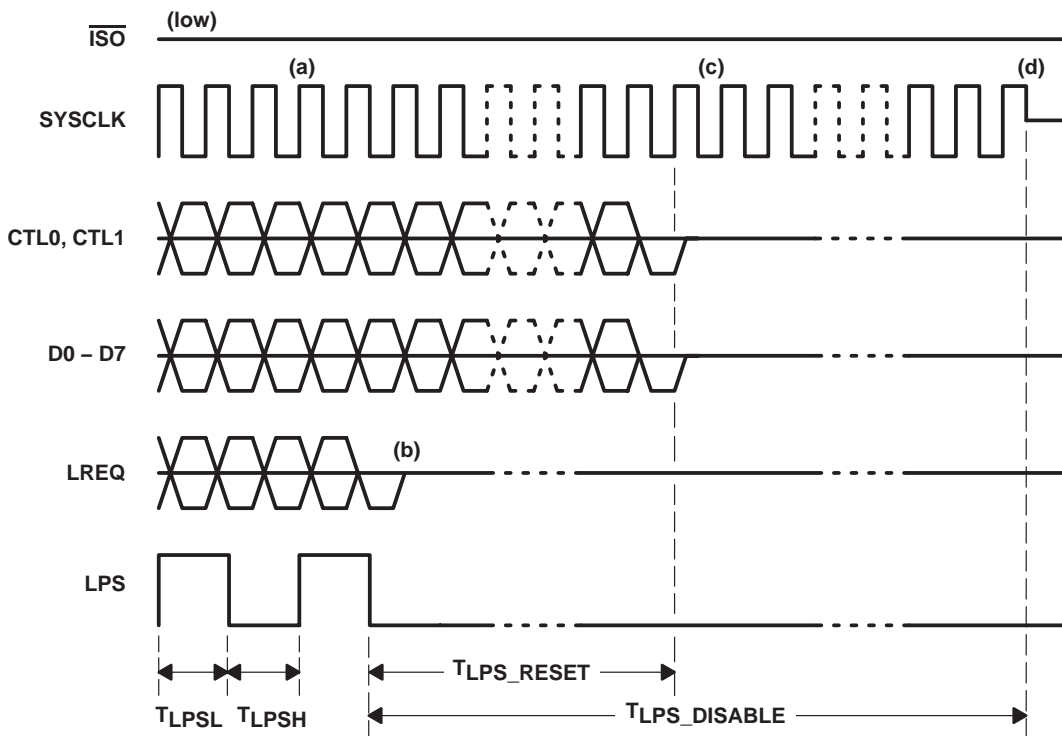 (low)
ISO
(a)
(c)
(d)
SYSCLK
CTL0, CTL1
D0 – D7
(b)
LREQ
LPS
TLPS_RESET
TLPSL
TLPSH
TLPS_DISABLE